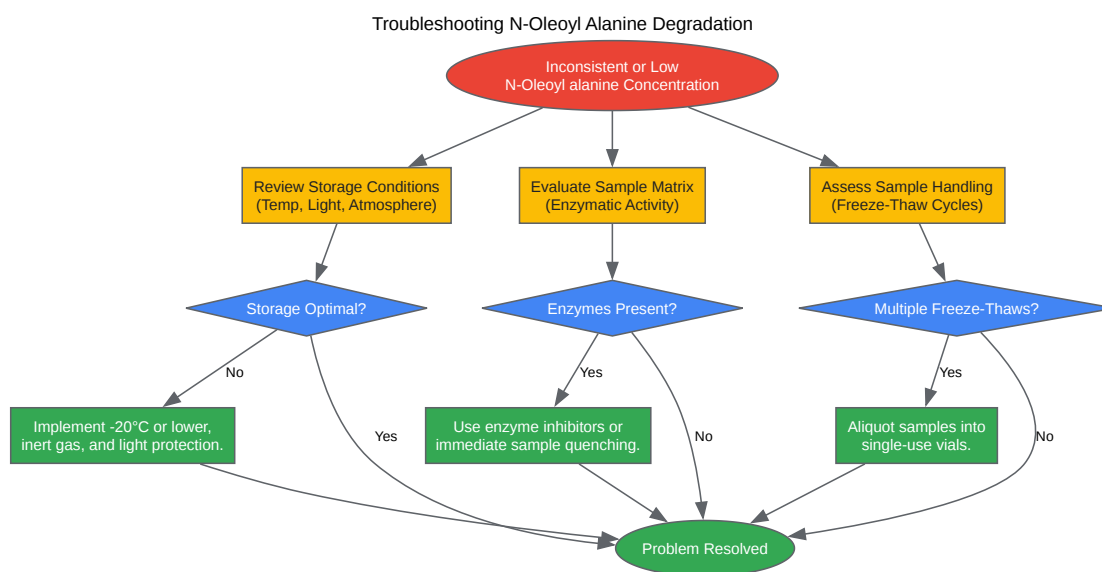 Troubleshooting N-Oleoyl Alanine Degradation
Inconsistent or Low
N-Oleoyl alanine Concentration
Review Storage Conditions
(Temp, Light, Atmosphere)
Evaluate Sample Matrix
(Enzymatic Activity)
Assess Sample Handling
(Freeze-Thaw Cycles)
Storage Optimal?
Enzymes Present?
Multiple Freeze-Thaws?
No
Yes
Yes
Implement -20°C or lower,
inert gas, and light protection.
Yes
Use enzyme inhibitors or
immediate sample quenching.
No
Aliquot samples into
single-use vials.
No
Problem Resolved